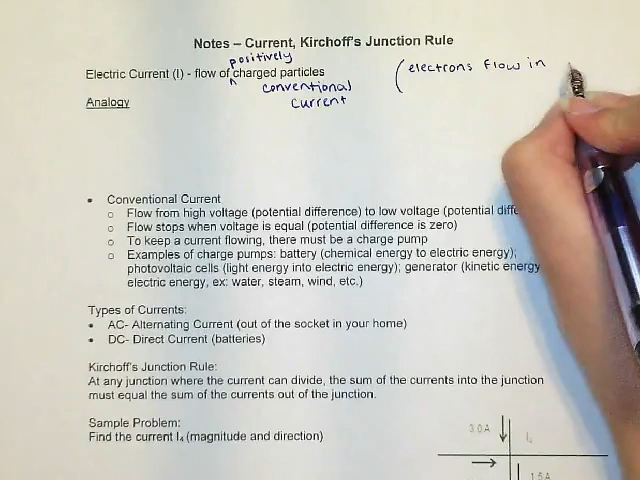 Notes – Current, Kirchoff's Junction Rule
positively
Electric Current (I) - flow of charged particles
(electrons flow in
conventional
current
Analogy
• Conventional Current
o Flow from high voltage (potential difference) to low voltage (potential
o Flow stops when voltage is equal (potential difference is zero)
o To keep a current flowing, there must be a charge pump
o Examples of charge pumps: battery (chemical energy to electric energy);
photovoltaic cells (light energy into electric energy); generator (kinetic energy
electric energy, ex: water, steam, wind, etc.)
Types of Currents:
• AC- Alternating Current (out of the socket in your home)
• DC- Direct Current (batteries)
Kirchoff's Junction Rule:
At any junction where the current can divide, the sum of the currents into the junction
must equal the sum of the currents out of the junction.
Sample Problem:
Find the current I₄ (magnitude and direction)
3.0 A
1.5 A